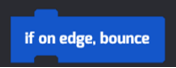 if on edge, bounce